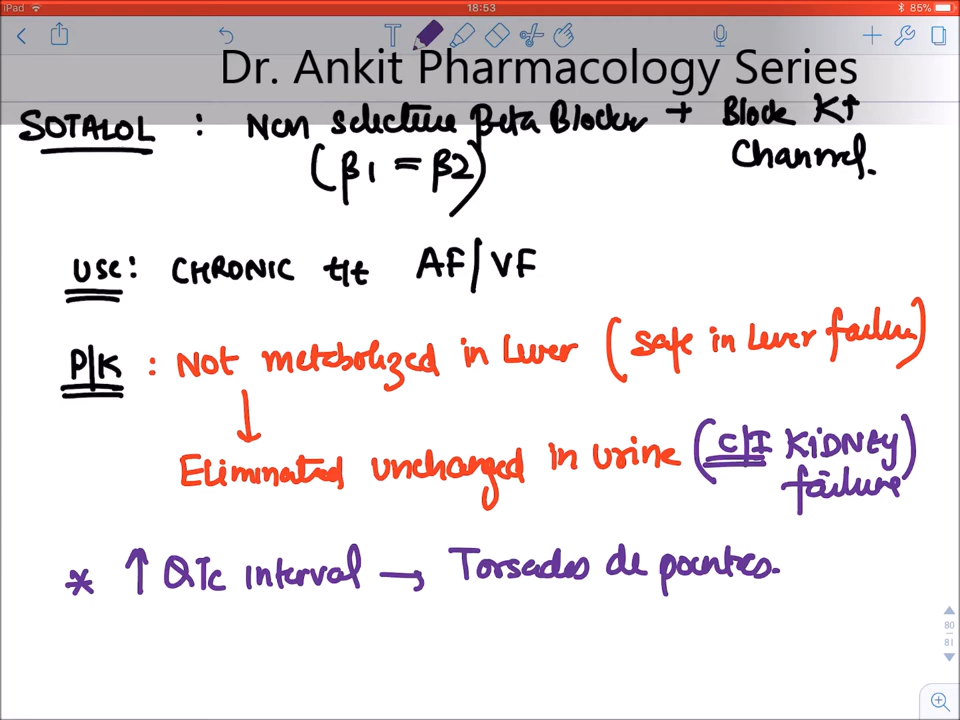 iPad 18:53 85%
Dr. Ankit Pharmacology Series
SOTALOL : Non selective Beta Blocker + Block K+
(β1 = β2) Channel.
USE: CHRONIC ttt AF/VF
P/K : Not metabolized in Liver (safe in Liver failure)
↓
Eliminated unchanged in urine (C/I KIDNEY
failure)
* ↑ QTc interval → Torsades de pointes.
80
81